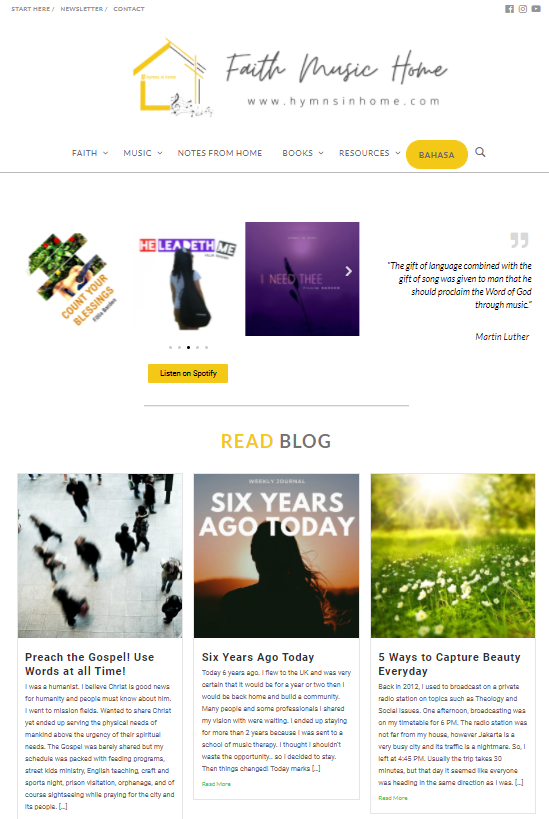 START HERE / NEWSLETTER / CONTACT
Faith Music Home
www.hymnsinhome.com
FAITH MUSIC NOTES FROM HOME BOOKS RESOURCES BAHASA
COUNT YOUR
BLESSINGS
HE LEADETH ME
I NEED THEE
"The gift of language combined with the
gift of song was given to man that he
should proclaim the Word of God
through music."
Martin Luther
Listen on Spotify
READ BLOG
Preach the Gospel! Use
Words at all Time!
I was a humanist. I believe Christ is good news
for humanity and people must know about him.
I went to mission fields. Wanted to share Christ
yet ended up serving the physical needs of
mankind above the urgency of their spiritual
needs. The Gospel was barely shared but my
schedule was packed with feeding programs,
street kids ministry, English teaching, craft and
sports night, prison visitation, orphanage, and of
course sightseeing while praying for the city and
its people. [...]
WEEKLY JOURNAL
SIX YEARS
AGO TODAY
Six Years Ago Today
Today 6 years ago. I flew to the UK and was very
certain that it would be for a year or two then I
would be back home and build a community.
Many people and some professionals I shared
my vision with were waiting. I ended up staying
for more than 2 years because I was sent to a
school of music therapy. I thought I shouldn't
waste the opportunity.. so I decided to stay.
Then things changed! Today marks [...]
Read More
5 Ways to Capture Beauty
Everyday
Back in 2012, I used to broadcast on a private
radio station on topics such as Theology and
Social Issues. One afternoon, broadcasting was
on my timetable for 6 PM. The radio station was
not far from my house, however Jakarta is a
very busy city and its traffic is a nightmare. So, I
left at 4:45 PM. Usually the trip takes 30
minutes, but that day it seemed like everyone
was heading in the same direction as I was. [...]
Read More